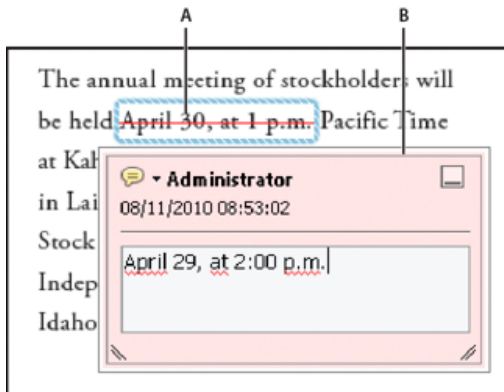 A B
The annual meeting of stockholders will
be held April 30, at 1 p.m. Pacific Time
at Kah
in Lai
Stock
Indep
Idaho
Administrator
08/11/2010 08:53:02
April 29, at 2:00 p.m.